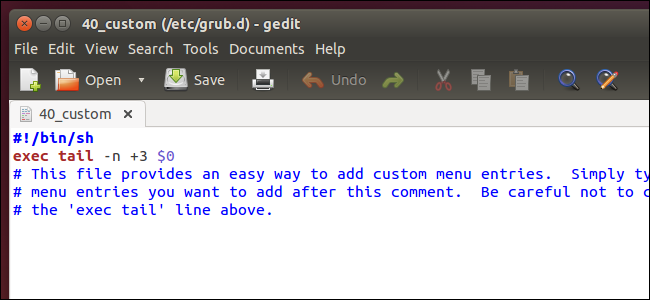 40_custom (/etc/grub.d) - gedit
File Edit View Search Tools Documents Help
Open Save Undo
40_custom
#!/bin/sh
exec tail -n +3 $0
# This file provides an easy way to add custom menu entries.  Simply ty
# menu entries you want to add after this comment.  Be careful not to c
# the 'exec tail' line above.